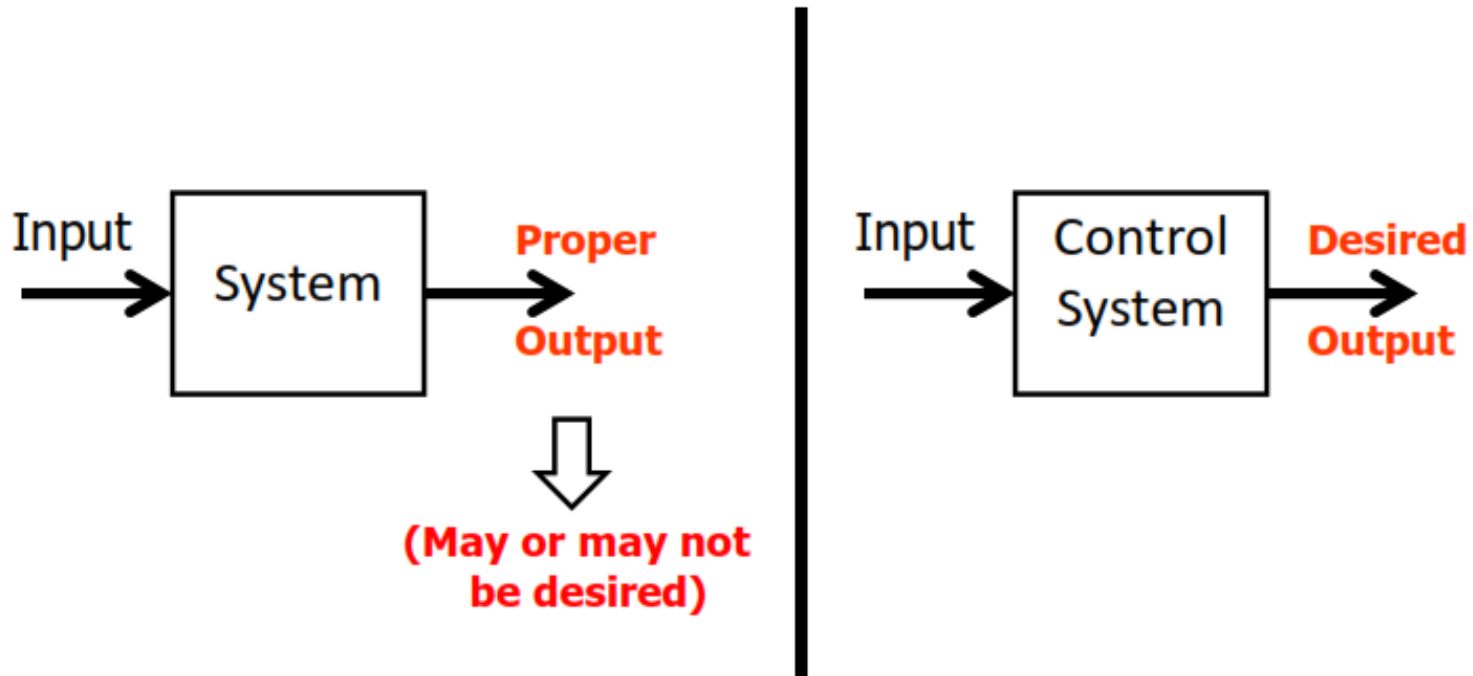 Input
System
Proper
Output
(May or may not
be desired)
Input
Control
System
Desired
Output